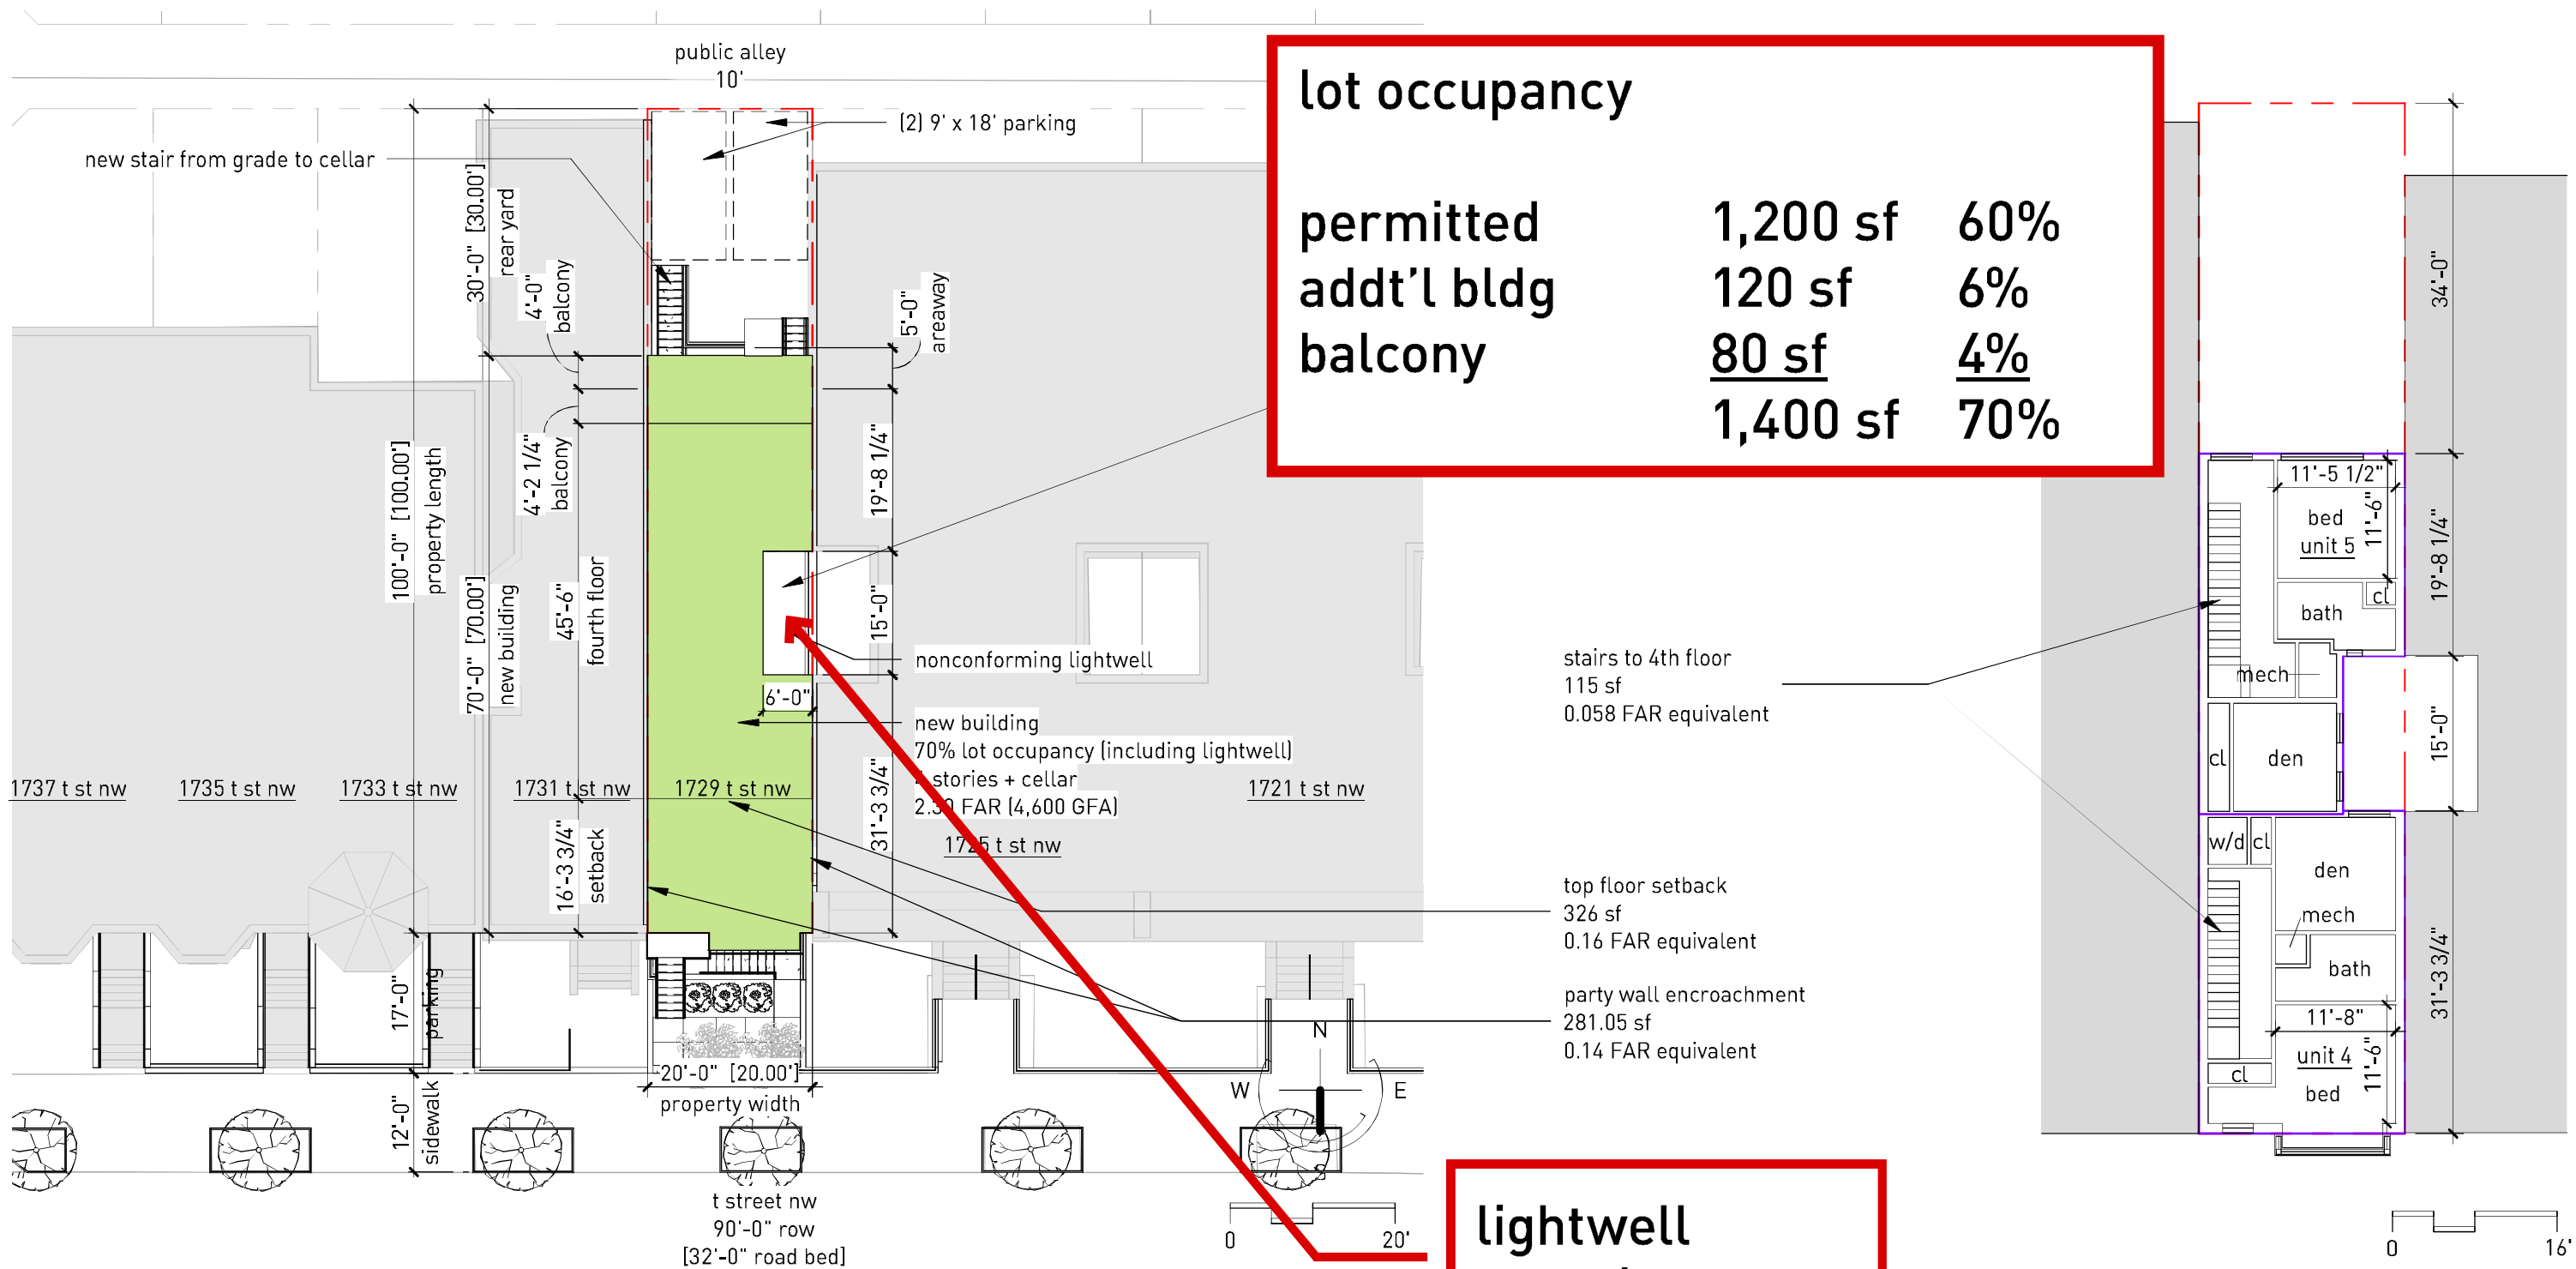 public alley
10'
(2) 9' x 18' parking
new stair from grade to cellar
30'-0" [30.00']
rear yard
4'-0"
balcony
5'-0"
areaway
4'-2 1/4"
balcony
100'-0" [100.00']
property length
70'-0" [70.00']
new building
45'-6"
fourth floor
16'-3 3/4"
setback
19'-8 1/4"
15'-0"
31'-3 3/4"
6'-0"
nonconforming lightwell
new building
70% lot occupancy (including lightwell)
stories + cellar
2.30 FAR (4,600 GFA)
1737 t st nw
1735 t st nw
1733 t st nw
1731 t st nw
1729 t st nw
1725 t st nw
1721 t st nw
17'-0"
parking
12'-0"
sidewalk
20'-0" [20.00']
property width
t street nw
90'-0" row
[32'-0" road bed]
N
W
E
0
20'
lot occupancy
permitted 1,200 sf 60%
addt'l bldg 120 sf 6%
balcony 80 sf 4%
1,400 sf 70%
stairs to 4th floor
115 sf
0.058 FAR equivalent
top floor setback
326 sf
0.16 FAR equivalent
party wall encroachment
281.05 sf
0.14 FAR equivalent
lightwell
34'-0"
11'-5 1/2"
11'-6"
bed
unit 5
cl
bath
mech
19'-8 1/4"
cl
den
15'-0"
w/d
cl
den
mech
bath
31'-3 3/4"
11'-8"
11'-6"
unit 4
bed
cl
0
16'